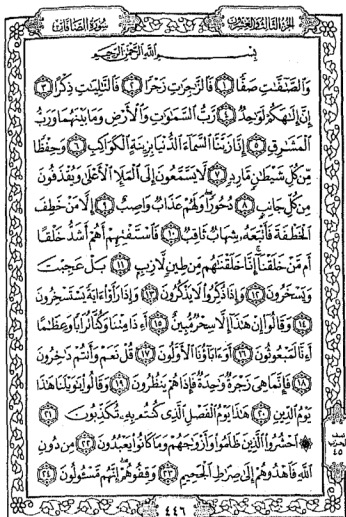 الجزء الثالث والعشرون
سورة الصافات
بِسْمِ اللَّهِ الرَّحْمَٰنِ الرَّحِيمِ
وَالصَّٰٓفَّٰتِ صَفًّا ١ فَالزَّٰجِرَٰتِ زَجْرًا ٢ فَالتَّٰلِيَٰتِ ذِكْرًا ٣
إِنَّ إِلَٰهَكُمْ لَوَٰحِدٌ ٤ رَّبُّ السَّمَٰوَٰتِ وَالْأَرْضِ وَمَا بَيْنَهُمَا وَرَبُّ
الْمَشَٰرِقِ ٥ إِنَّا زَيَّنَّا السَّمَآءَ الدُّنْيَا بِزِينَةٍ الْكَوَاكِبِ ٦ وَحِفْظًا
مِّن كُلِّ شَيْطَٰنٍ مَّارِدٍ ٧ لَّا يَسَّمَّعُونَ إِلَى الْمَلَإِ الْأَعْلَىٰ وَيُقْذَفُونَ
مِن كُلِّ جَانِبٍ ٨ دُحُورًا وَلَهُمْ عَذَابٌ وَاصِبٌ ٩ إِلَّا مَنْ خَطِفَ
الْخَطْفَةَ فَأَتْبَعَهُ شِهَابٌ ثَاقِبٌ ١٠ فَاسْتَفْتِهِمْ أَهُمْ أَشَدُّ خَلْقًا
أَم مَّنْ خَلَقْنَا إِنَّا خَلَقْنَٰهُم مِّن طِينٍ لَّازِبٍ ١١ بَلْ عَجِبْتَ
وَيَسْخَرُونَ ١٢ وَإِذَا ذُكِّرُوا لَا يَذْكُرُونَ ١٣ وَإِذَا رَأَوْا ءَايَةً يَسْتَسْخِرُونَ
١٤ وَقَالُوٓا إِنْ هَٰذَآ إِلَّا سِحْرٌ مُّبِينٌ ١٥ أَءِذَا مِتْنَا وَكُنَّا تُرَابًا وَعِظَٰمًا
أَءِنَّا لَمَبْعُوثُونَ ١٦ أَوَءَابَآؤُنَا الْأَوَّلُونَ ١٧ قُلْ نَعَمْ وَأَنتُمْ دَٰخِرُونَ
١٨ فَإِنَّمَا هِيَ زَجْرَةٌ وَٰحِدَةٌ فَإِذَا هُمْ يَنظُرُونَ ١٩ وَقَالُوا يَٰوَيْلَنَا هَٰذَا
يَوْمُ الدِّينِ ٢٠ هَٰذَا يَوْمُ الْفَصْلِ الَّذِي كُنتُم بِهِ تُكَذِّبُونَ ٢١
۞ احْشُرُوا الَّذِينَ ظَلَمُوا وَأَزْوَٰجَهُمْ وَمَا كَانُوا يَعْبُدُونَ ٢٢ مِن دُونِ
اللَّهِ فَاهْدُوهُمْ إِلَىٰ صِرَٰطِ الْجَحِيمِ ٢٣ وَقِفُوهُمْ إِنَّهُم مَّسْئُولُونَ ٢٤
نصف
الحزب
٤٥
٤٤٦